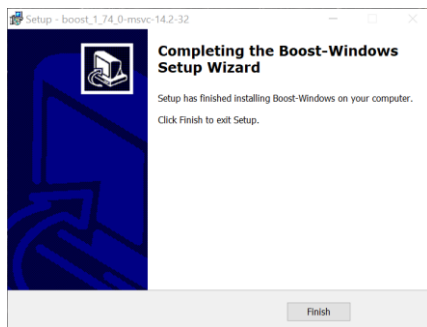 Setup - boost_1_74_0-msvc-14.2-32
Completing the Boost-Windows
Setup Wizard
Setup has finished installing Boost-Windows on your computer.
Click Finish to exit Setup.
Finish